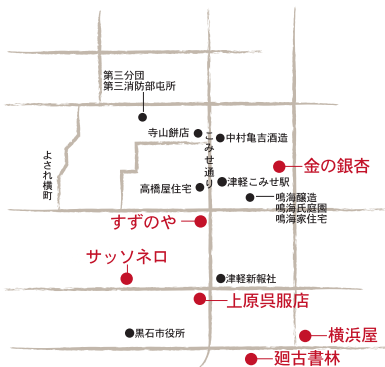 第三分団
第三消防部屯所
寺山餅店
中村亀吉酒造
こみせ通り
よされ横町
金の銀杏
高橋屋住宅
津軽こみせ駅
鳴海醸造
鳴海氏庭園
鳴海家住宅
すずのや
サッソネロ
津軽新報社
上原呉服店
黒石市役所
横浜屋
廻古書林